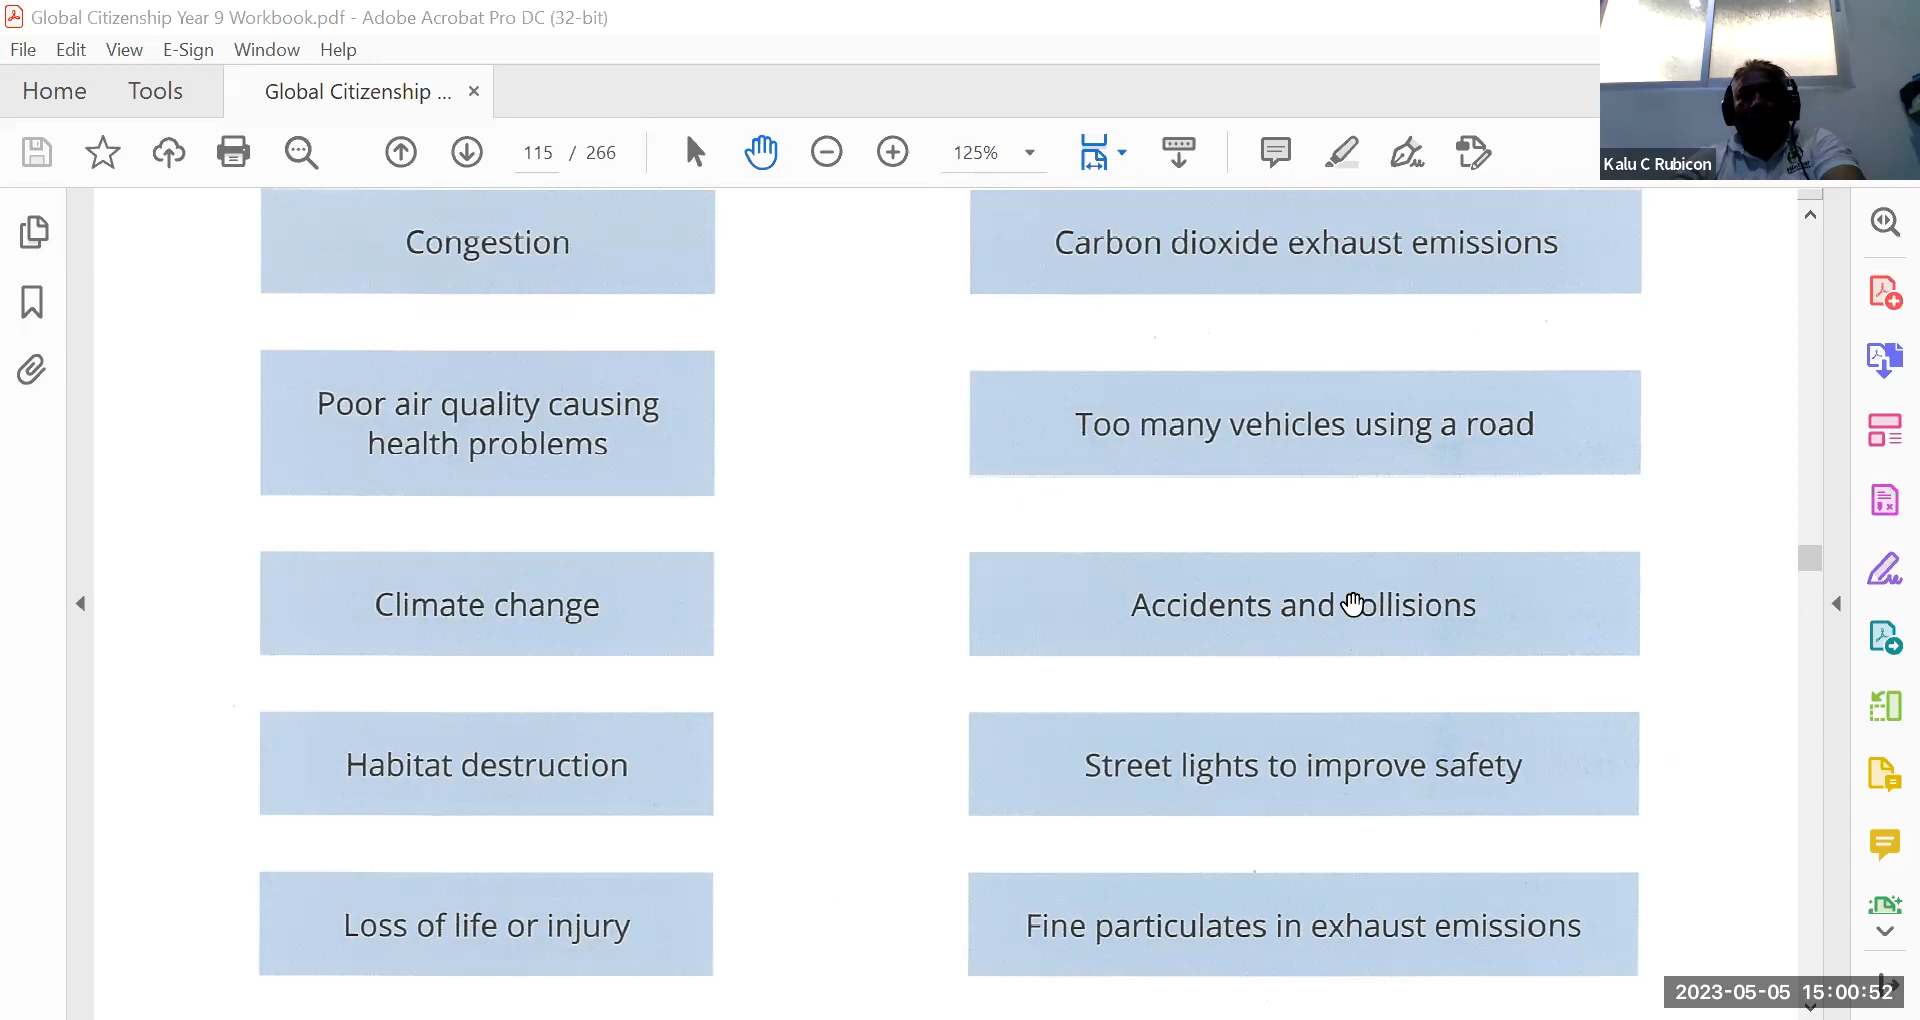 Global Citizenship Year 9 Workbook.pdf - Adobe Acrobat Pro DC (32-bit)
File Edit View E-Sign Window Help
Home Tools Global Citizenship ... ×
115 / 266 125%
Kalu C Rubicon
Congestion
Carbon dioxide exhaust emissions
Poor air quality causing
health problems
Too many vehicles using a road
Climate change
Accidents and collisions
Habitat destruction
Street lights to improve safety
Loss of life or injury
Fine particulates in exhaust emissions
2023-05-05 15:00:52